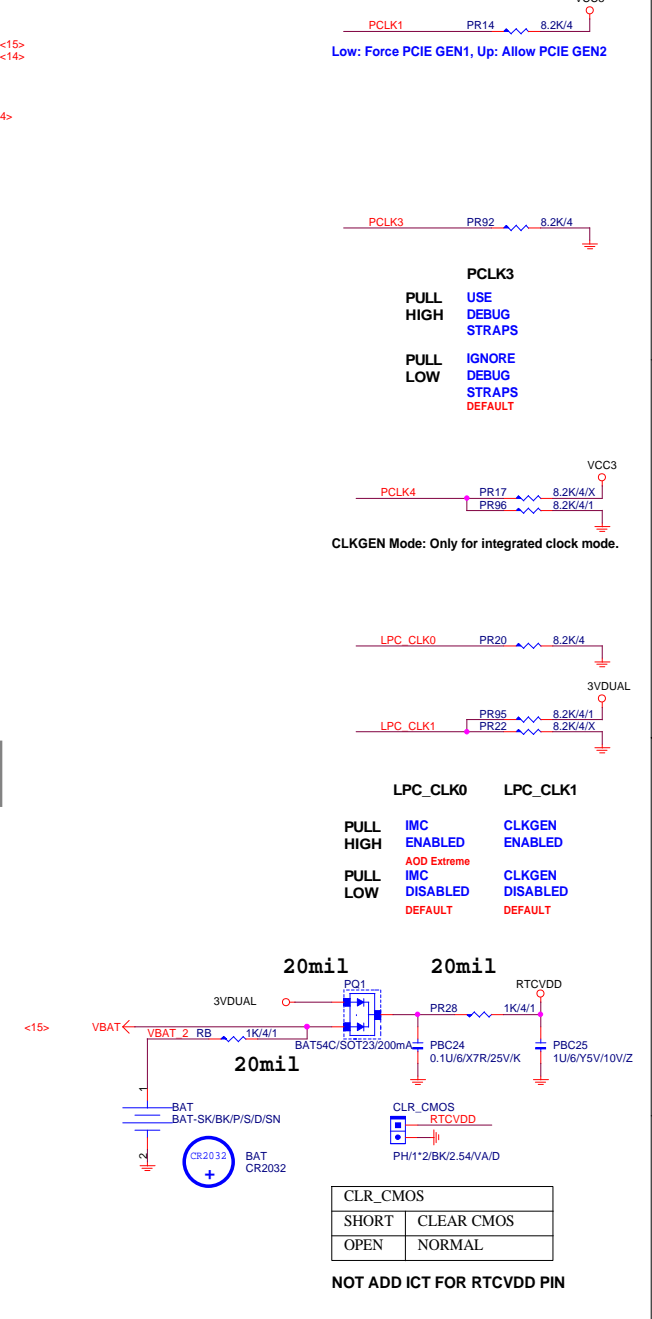 PCLK1 PR14 8.2K/4
<15>
<14>
Low: Force PCIE GEN1, Up: Allow PCIE GEN2
4>
PCLK3 PR92 8.2K/4
PCLK3
PULL HIGH USE DEBUG STRAPS
PULL LOW IGNORE DEBUG STRAPS
DEFAULT
VCC3
PCLK4 PR17 8.2K/4/X
PR96 8.2K/4/1
CLKGEN Mode: Only for integrated clock mode.
LPC_CLK0 PR20 8.2K/4
3VDUAL
PR95 8.2K/4/1
LPC_CLK1 PR22 8.2K/4/X
LPC_CLK0 LPC_CLK1
PULL IMC CLKGEN
HIGH ENABLED ENABLED
AOD Extreme
PULL IMC CLKGEN
LOW DISABLED DISABLED
DEFAULT DEFAULT
20mil 20mil
PQ1 RTCVDD
3VDUAL
PR28 1K/4/1
<15> VBAT VBAT_2 RB 1K/4/1
BAT54C/SOT23/200mA
PBC24
0.1U/6/X7R/25V/K
PBC25
1U/6/Y5V/10V/Z
20mil
1
BAT
BAT-SK/BK/P/S/D/SN
2
CR2032
+
BAT
CR2032
CLR_CMOS
RTCVDD
PH/1*2/BK/2.54/VA/D
CLR_CMOS
SHORT CLEAR CMOS
OPEN NORMAL
NOT ADD ICT FOR RTCVDD PIN